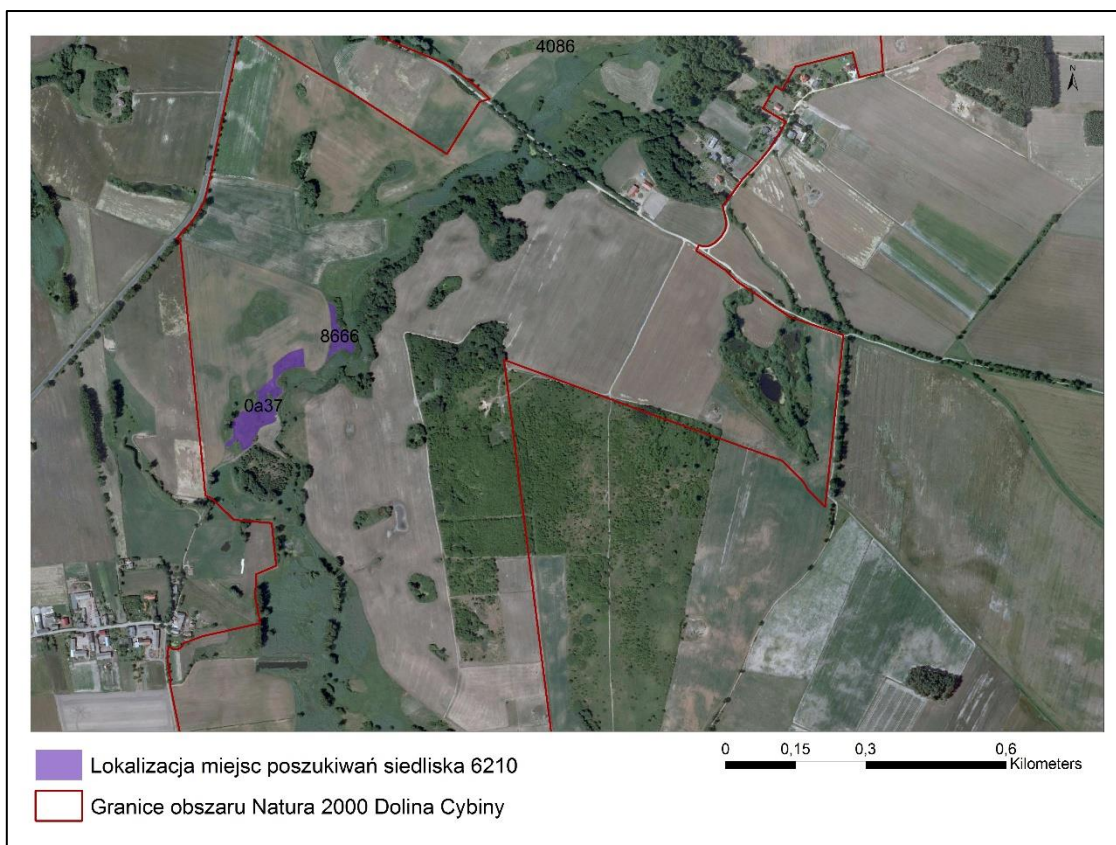 4086
N
8666
0a37
Lokalizacja miejsc poszukiwań siedliska 6210
Granice obszaru Natura 2000 Dolina Cybiny
0 0,15 0,3 0,6
Kilometers